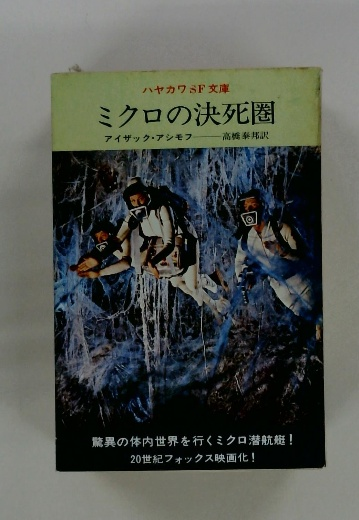 ハヤカワSF文庫
ミクロの決死圏
アイザック・アシモフ——高橋泰邦訳
驚異の体内世界を行くミクロ潜航艇!
20世紀フォックス映画化!